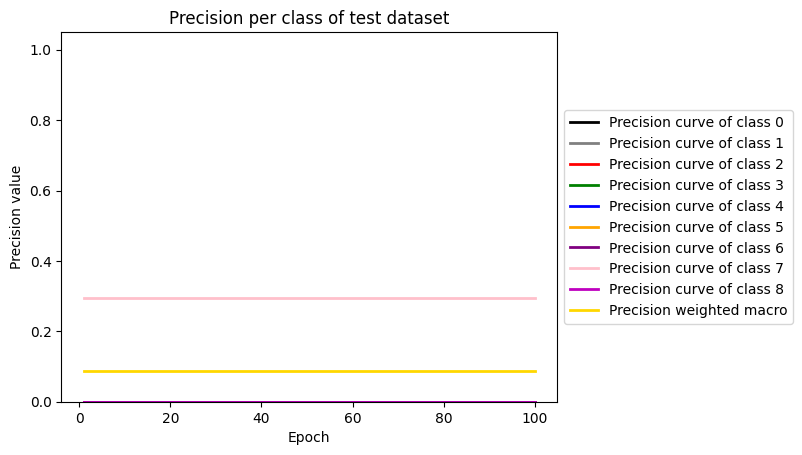 Precision per class of test dataset
1.0
0.8
0.6
0.4
0.2
0.0
Precision value
0
20
40
60
80
100
Epoch
Precision curve of class 0
Precision curve of class 1
Precision curve of class 2
Precision curve of class 3
Precision curve of class 4
Precision curve of class 5
Precision curve of class 6
Precision curve of class 7
Precision curve of class 8
Precision weighted macro